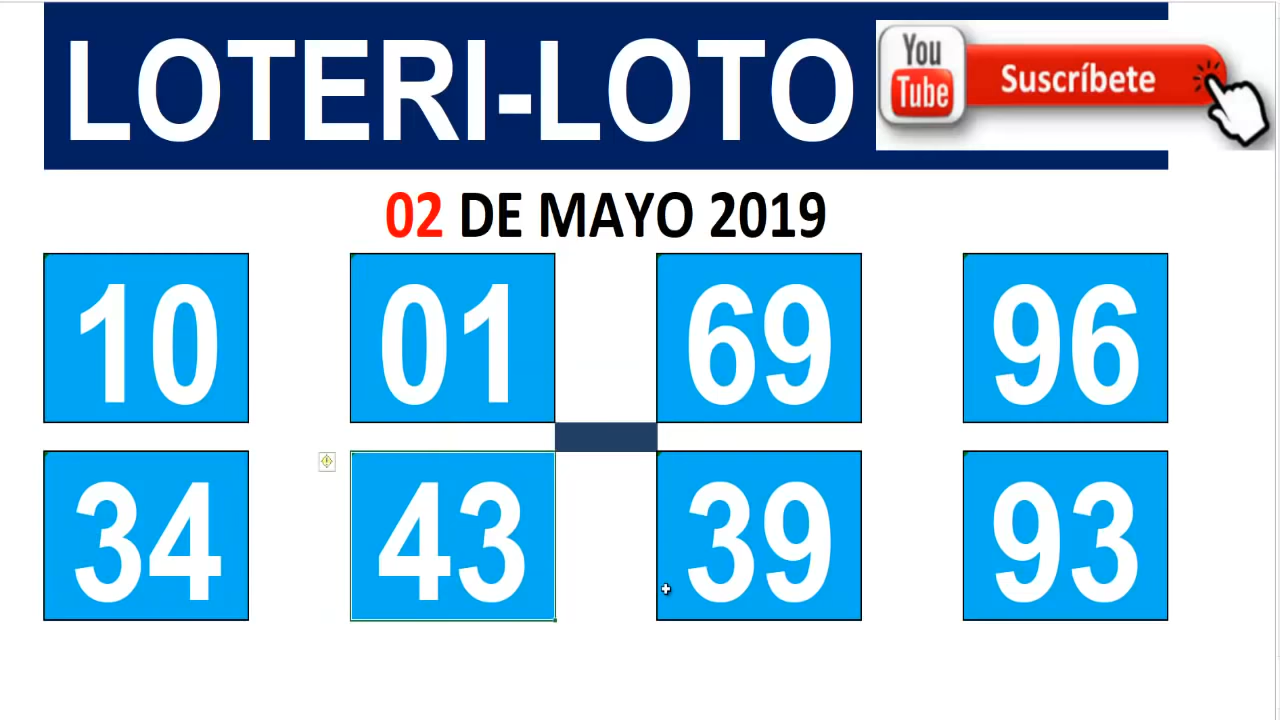 LOTERI-LOTO
You
Tube
Suscríbete
02 DE MAYO 2019
10 01 69 96
34 43 39 93